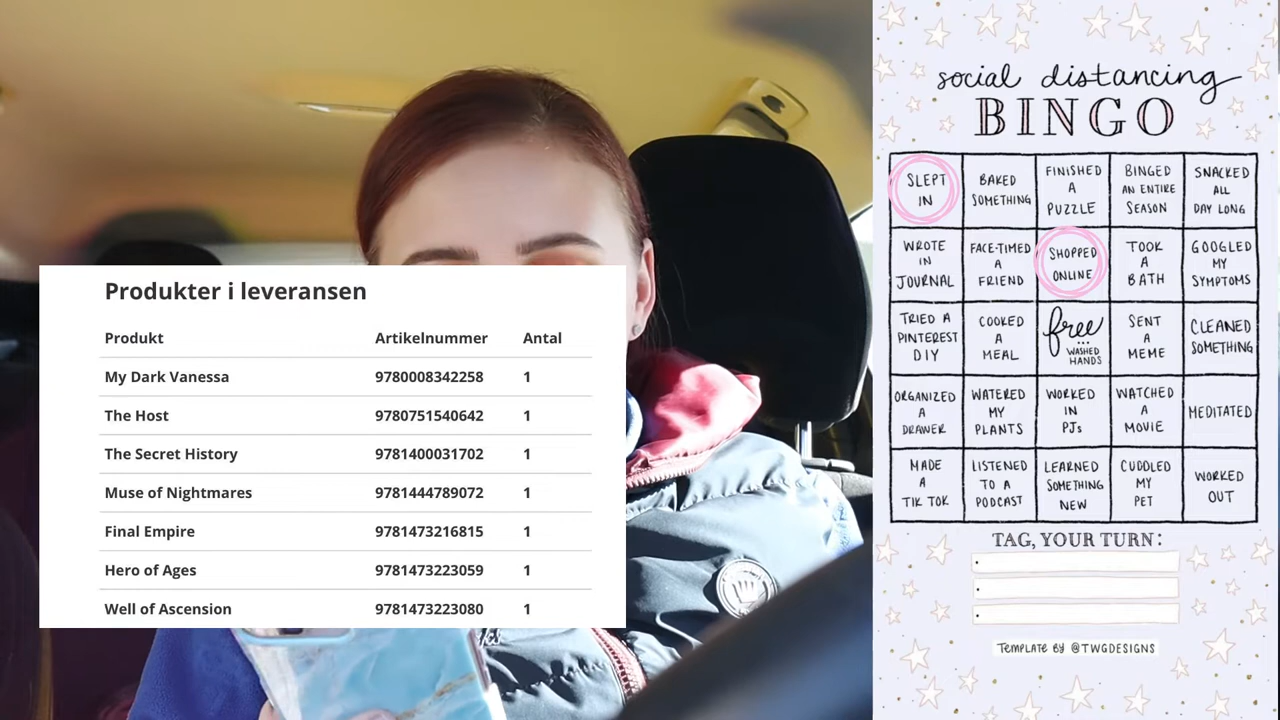 Produkter i leveransen
Produkt Artikelnummer Antal
My Dark Vanessa 9780008342258 1
The Host 9780751540642 1
The Secret History 9781400031702 1
Muse of Nightmares 9781444789072 1
Final Empire 9781473216815 1
Hero of Ages 9781473223059 1
Well of Ascension 9781473223080 1
social distancing
BINGO
SLEPT
IN
BAKED
SOMETHING
FINISHED
A
PUZZLE
BINGED
AN ENTIRE
SEASON
SNACKED
ALL
DAY LONG
WROTE
IN
JOURNAL
FACE-TIMED
A
FRIEND
SHOPPED
ONLINE
TOOK
A
BATH
GOOGLED
MY
SYMPTOMS
TRIED A
PINTEREST
DIY
COOKED
A
MEAL
free
WASHED
HANDS
SENT
A
MEME
CLEANED
SOMETHING
ORGANIZED
A
DRAWER
WATERED
MY
PLANTS
WORKED
IN
PJs
WATCHED
A
MOVIE
MEDITATED
MADE
A
TIK TOK
LISTENED
TO A
PODCAST
LEARNED
SOMETHING
NEW
CUDDLED
MY
PET
WORKED
OUT
TAG, YOUR TURN:
TEMPLATE BY @TWGDESIGNS